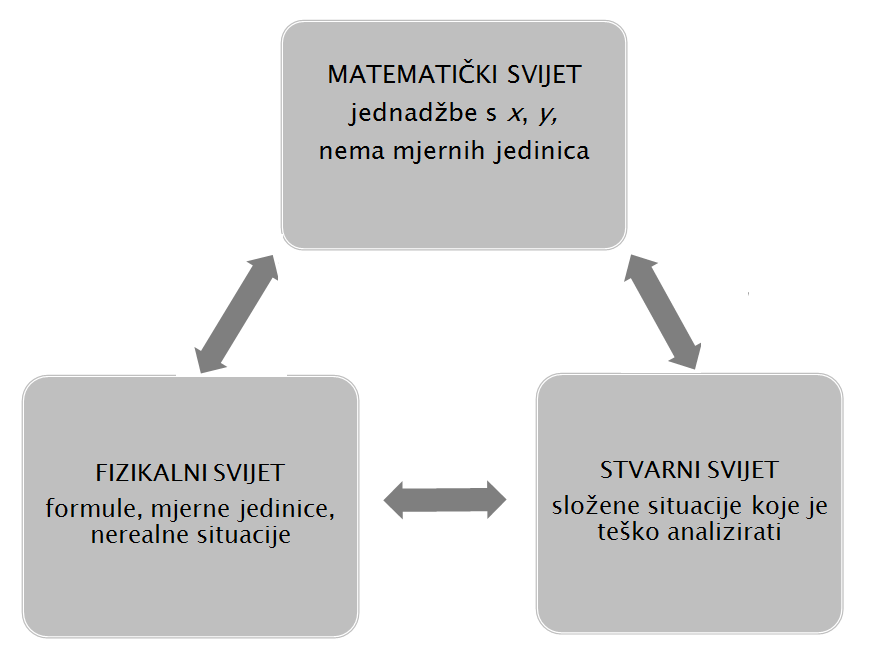 MATEMATIČKI SVIJET
jednadžbe s x, y,
nema mjernih jedinica
FIZIKALNI SVIJET
formule, mjerne jedinice,
nerealne situacije
STVARNI SVIJET
složene situacije koje je
teško analizirati